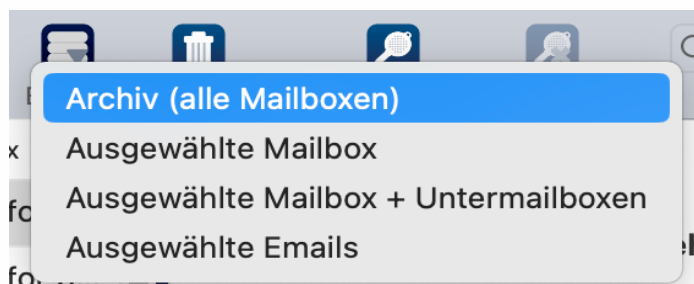 Archiv (alle Mailboxen)
Ausgewählte Mailbox
Ausgewählte Mailbox + Untermailboxen
Ausgewählte Emails